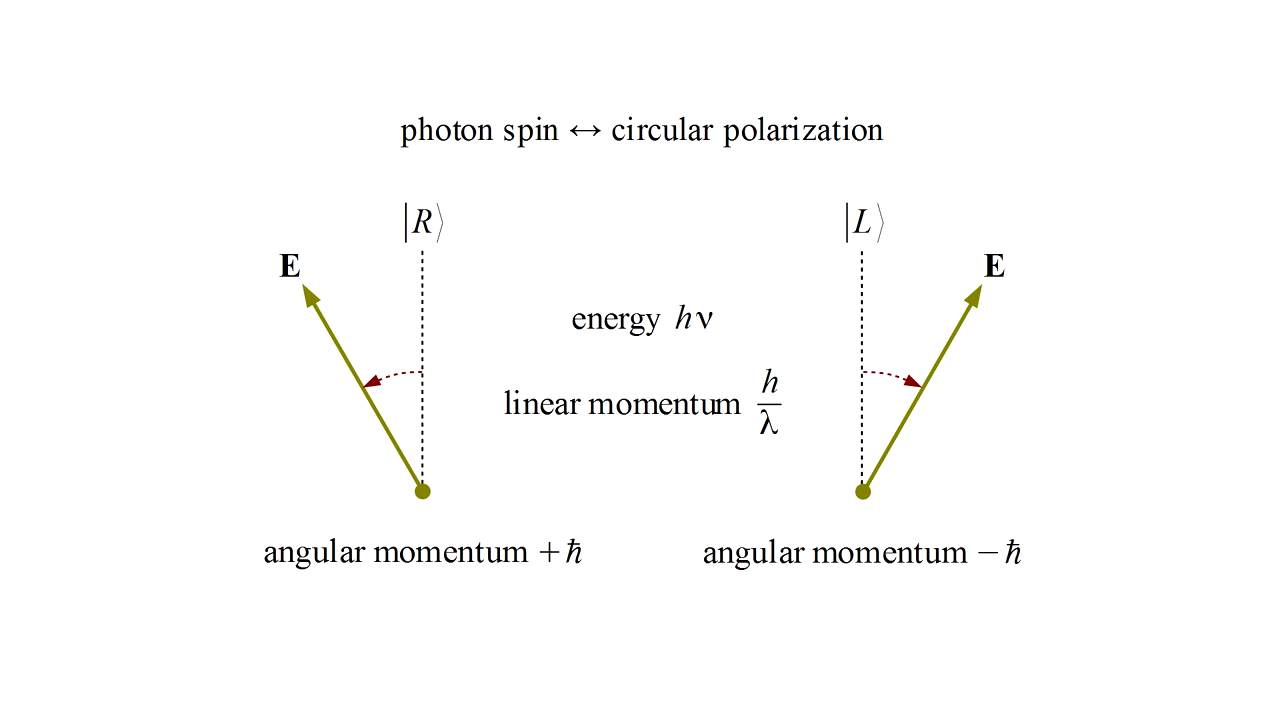 photon spin ↔ circular polarization
|R⟩
|L⟩
E
E
energy hν
linear momentum h/λ
angular momentum +ℏ
angular momentum −ℏ